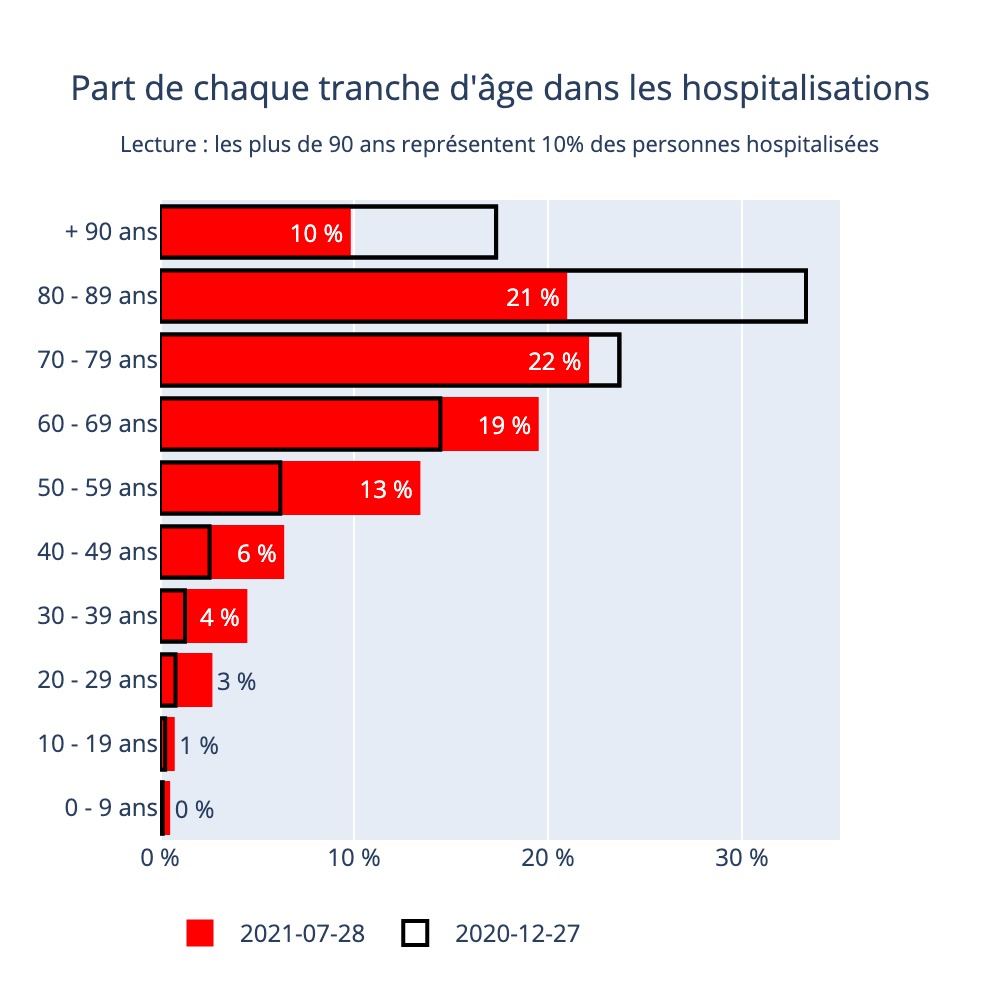 Part de chaque tranche d'âge dans les hospitalisations
Lecture : les plus de 90 ans représentent 10% des personnes hospitalisées
+ 90 ans 10 %
80 - 89 ans 21 %
70 - 79 ans 22 %
60 - 69 ans 19 %
50 - 59 ans 13 %
40 - 49 ans 6 %
30 - 39 ans 4 %
20 - 29 ans 3 %
10 - 19 ans 1 %
0 - 9 ans 0 %
0 % 10 % 20 % 30 %
2021-07-28 2020-12-27